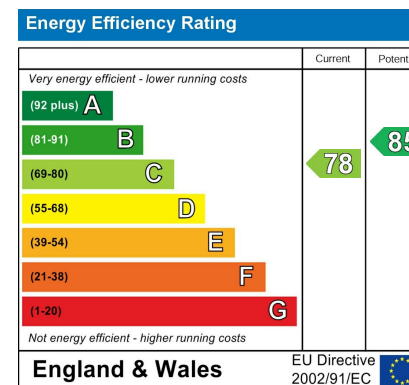 Energy Efficiency Rating
Current Potent
Very energy efficient - lower running costs
(92 plus) A
(81-91) B
85
(69-80) C
78
(55-68) D
(39-54) E
(21-38) F
(1-20) G
Not energy efficient - higher running costs
England & Wales
EU Directive
2002/91/EC